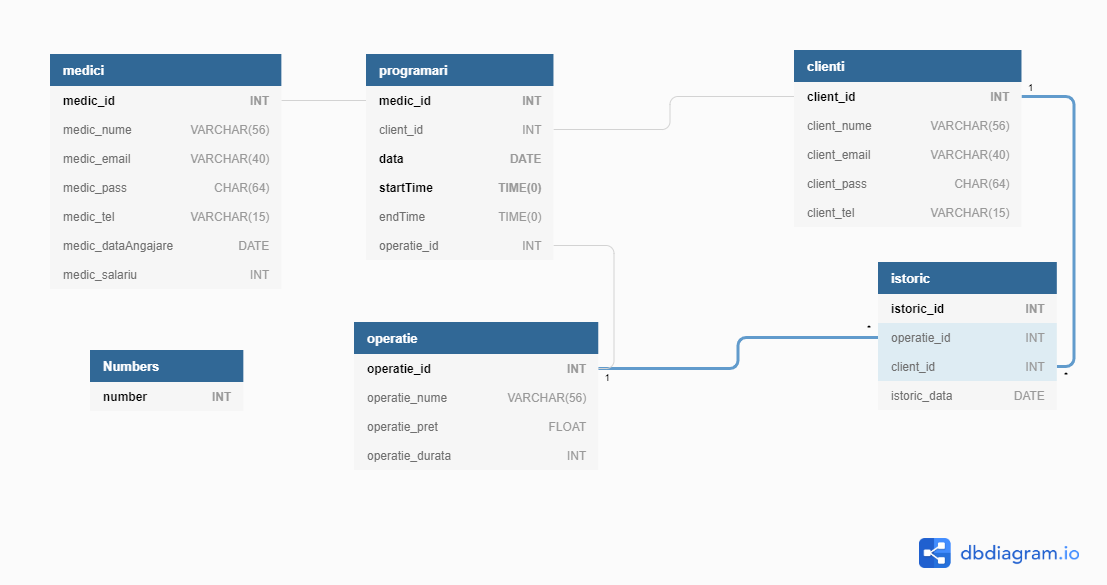 medici
medic_id INT
medic_nume VARCHAR(56)
medic_email VARCHAR(40)
medic_pass CHAR(64)
medic_tel VARCHAR(15)
medic_dataAngajare DATE
medic_salariu INT
programari
medic_id INT
client_id INT
data DATE
startTime TIME(0)
endTime TIME(0)
operatie_id INT
clienti
client_id INT
client_nume VARCHAR(56)
client_email VARCHAR(40)
client_pass CHAR(64)
client_tel VARCHAR(15)
1
istoric
istoric_id INT
operatie_id INT
client_id INT
istoric_data DATE
*
*
Numbers
number INT
operatie
operatie_id INT
operatie_nume VARCHAR(56)
operatie_pret FLOAT
operatie_durata INT
1
dbdiagram.io